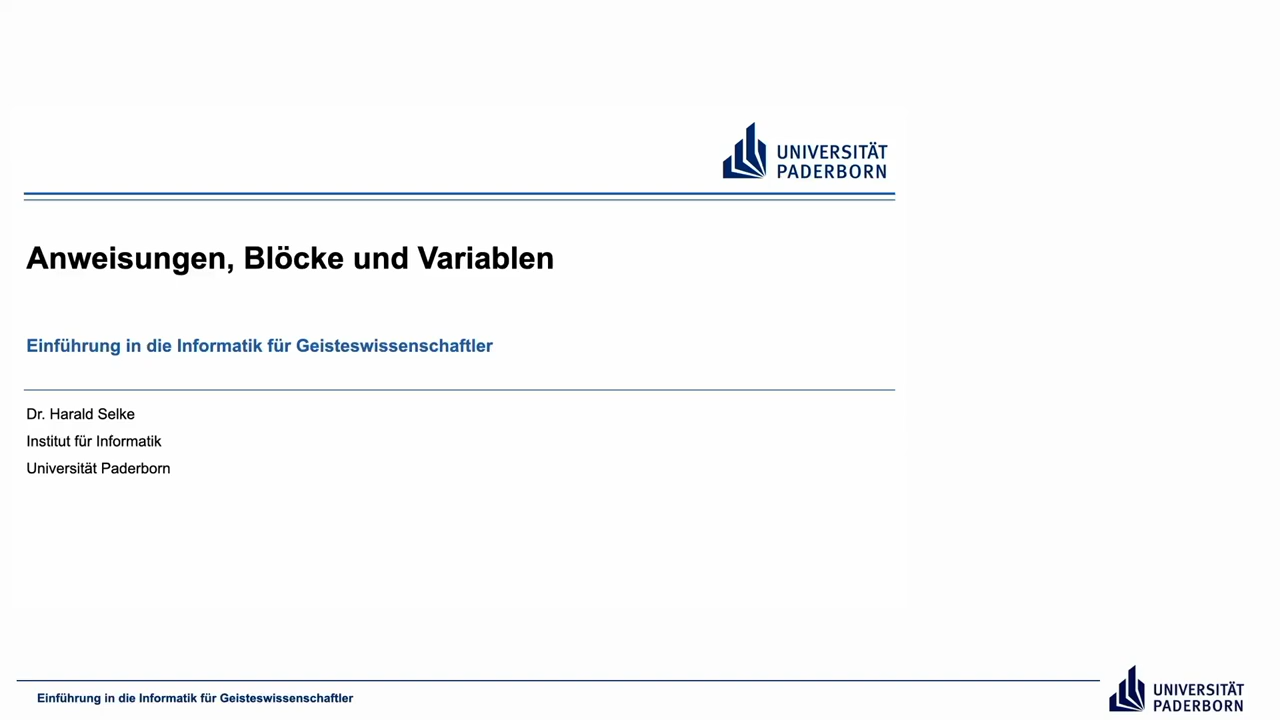 UNIVERSITÄT
PADERBORN
Anweisungen, Blöcke und Variablen
Einführung in die Informatik für Geisteswissenschaftler
Dr. Harald Selke
Institut für Informatik
Universität Paderborn
Einführung in die Informatik für Geisteswissenschaftler
UNIVERSITÄT
PADERBORN